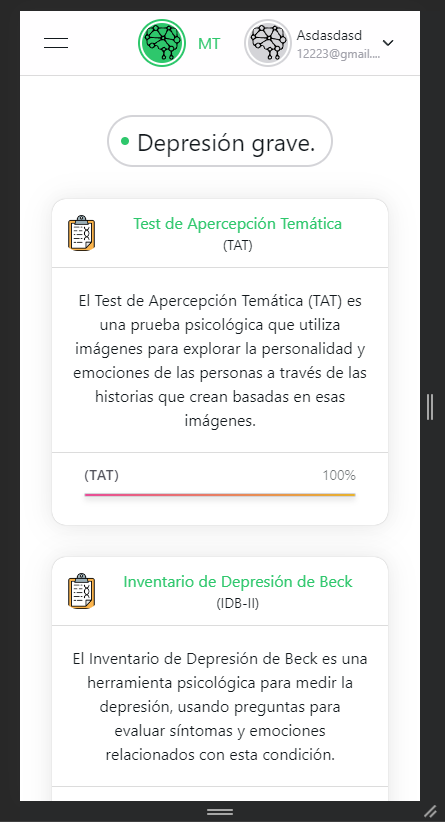 MT
Asdasdasd
12223@gmail....
Depresión grave.
Test de Apercepción Temática
(TAT)
El Test de Apercepción Temática (TAT) es
una prueba psicológica que utiliza
imágenes para explorar la personalidad y
emociones de las personas a través de las
historias que crean basadas en esas
imágenes.
(TAT) 100%
Inventario de Depresión de Beck
(IDB-II)
El Inventario de Depresión de Beck es una
herramienta psicológica para medir la
depresión, usando preguntas para
evaluar síntomas y emociones
relacionados con esta condición.